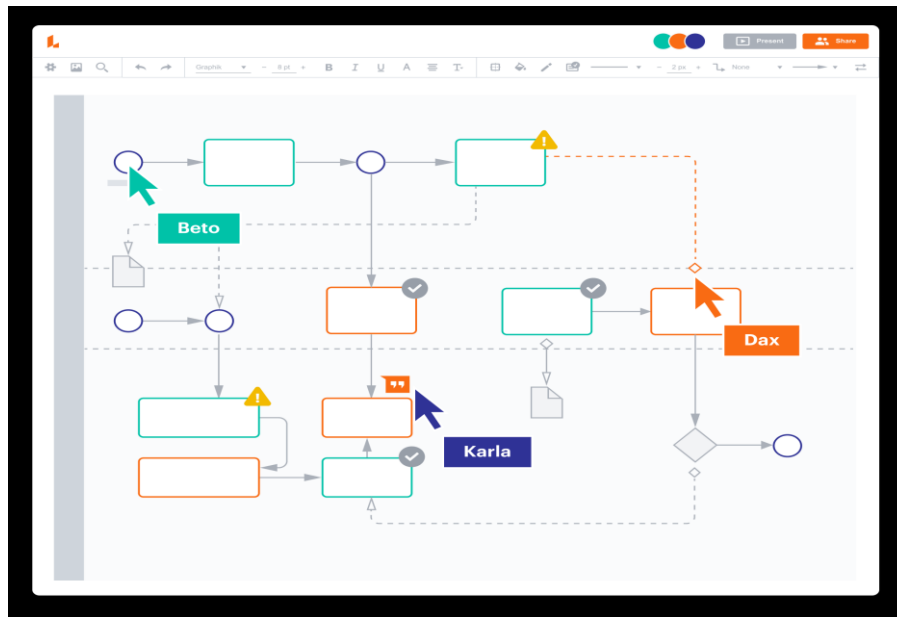 Present
Share
Graphik
8 pt
B I U A T
2 px
None
Beto
Dax
Karla